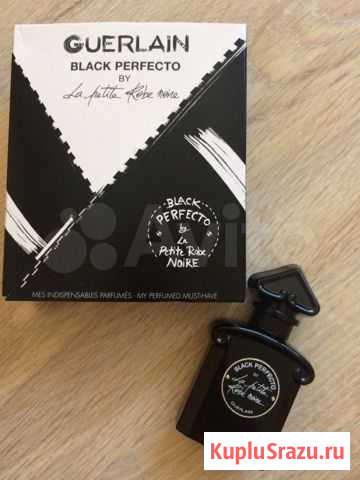 GUERLAIN
BLACK PERFECTO
BY
La petite Robe noire
BLACK
PERFECTO
by
La
Petite Robe
NOIRE
Avito
MES INDISPENSABLES PARFUMÉS - MY PERFUMED MUST-HAVE
BLACK PERFECTO
BY
La petite
Robe noire
GUERLAIN
KupluSrazu.ru